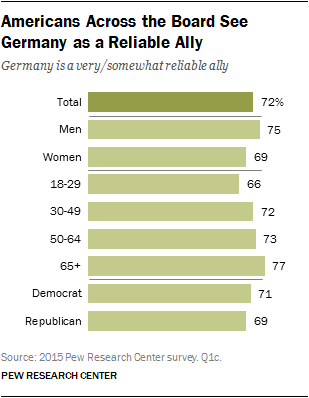 Americans Across the Board See
Germany as a Reliable Ally
Germany is a very/somewhat reliable ally
Total 72%
Men 75
Women 69
18-29 66
30-49 72
50-64 73
65+ 77
Democrat 71
Republican 69
Source: 2015 Pew Research Center survey. Q1c.
PEW RESEARCH CENTER